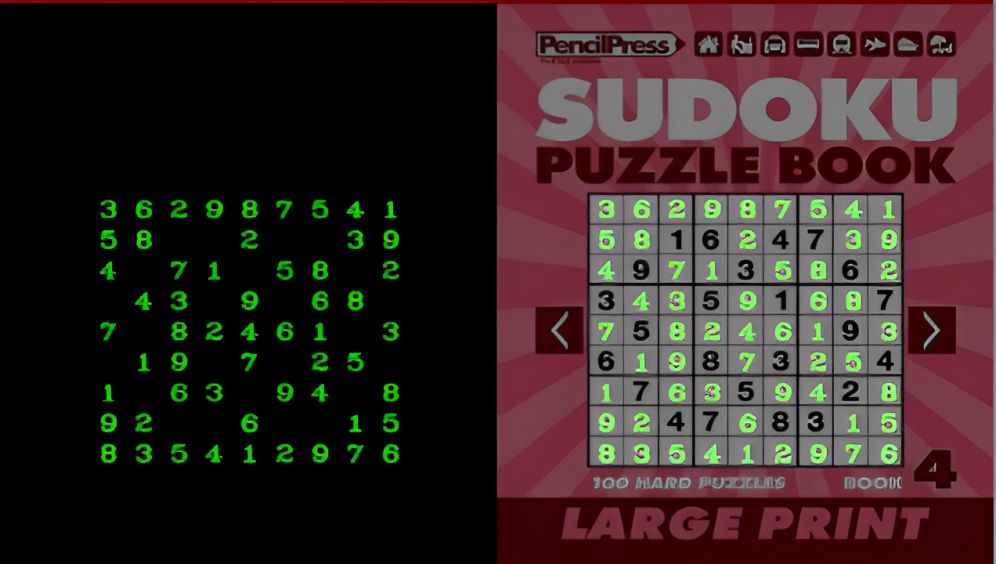 3 6 2 9 8 7 5 4 1
5 8 2 3 9
4 7 1 5 8 2
4 3 9 6 8
7 8 2 4 6 1 3
1 9 7 2 5
1 6 3 9 4 8
9 2 6 1 5
8 3 5 4 1 2 9 7 6
PencilPress
SUDOKU
PUZZLE BOOK
3 6 2 9 8 7 5 4 1
5 8 1 6 2 4 7 3 9
4 9 7 1 3 5 8 6 2
3 4 3 5 9 1 6 8 7
7 5 8 2 4 6 1 9 3
6 1 9 8 7 3 2 5 4
1 7 6 3 5 9 4 2 8
9 2 4 7 6 8 3 1 5
8 3 5 4 1 2 9 7 6
100 HARD PUZZLES BOOK 4
LARGE PRINT